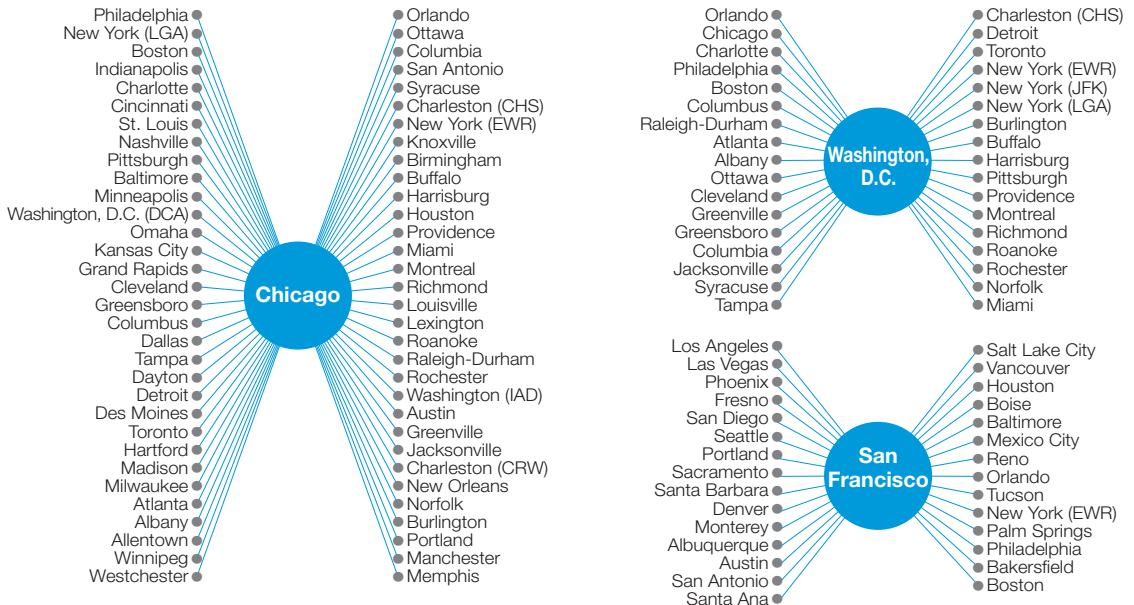 Philadelphia
New York (LGA)
Boston
Indianapolis
Charlotte
Cincinnati
St. Louis
Nashville
Pittsburgh
Baltimore
Minneapolis
Washington, D.C. (DCA)
Omaha
Kansas City
Grand Rapids
Cleveland
Greensboro
Columbus
Dallas
Tampa
Dayton
Detroit
Des Moines
Toronto
Hartford
Madison
Milwaukee
Atlanta
Albany
Allentown
Winnipeg
Westchester
Chicago
Orlando
Ottawa
Columbia
San Antonio
Syracuse
Charleston (CHS)
New York (EWR)
Knoxville
Birmingham
Buffalo
Harrisburg
Houston
Providence
Miami
Montreal
Richmond
Louisville
Lexington
Roanoke
Raleigh-Durham
Rochester
Washington (IAD)
Austin
Greenville
Jacksonville
Charleston (CRW)
New Orleans
Norfolk
Burlington
Portland
Manchester
Memphis
Orlando
Chicago
Charlotte
Philadelphia
Boston
Columbus
Raleigh-Durham
Atlanta
Albany
Ottawa
Cleveland
Greenville
Greensboro
Columbia
Jacksonville
Syracuse
Tampa
Washington,
D.C.
Charleston (CHS)
Detroit
Toronto
New York (EWR)
New York (JFK)
New York (LGA)
Burlington
Buffalo
Harrisburg
Pittsburgh
Providence
Montreal
Richmond
Roanoke
Rochester
Norfolk
Miami
Los Angeles
Las Vegas
Phoenix
Fresno
San Diego
Seattle
Portland
Sacramento
Santa Barbara
Denver
Monterey
Albuquerque
Austin
San Antonio
Santa Ana
San
Francisco
Salt Lake City
Vancouver
Houston
Boise
Baltimore
Mexico City
Reno
Orlando
Tucson
New York (EWR)
Palm Springs
Philadelphia
Bakersfield
Boston